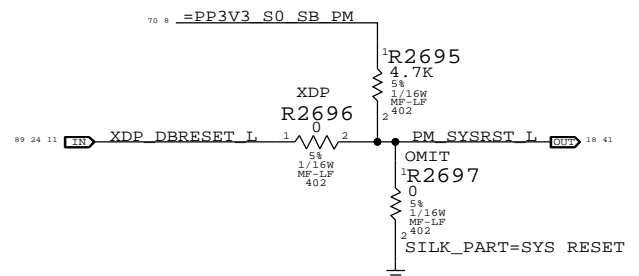 70 8 =PP3V3_S0_SB_PM
1
R2695
4.7K
5%
1/16W
MF-LF
402
2
XDP
R2696
89 24 11 IN XDP_DBRESET_L 1 0 2 PM_SYSRST_L OUT 18 41
5%
1/16W
MF-LF
402
OMIT
1
R2697
0
5%
1/16W
MF-LF
402
2
SILK_PART=SYS RESET